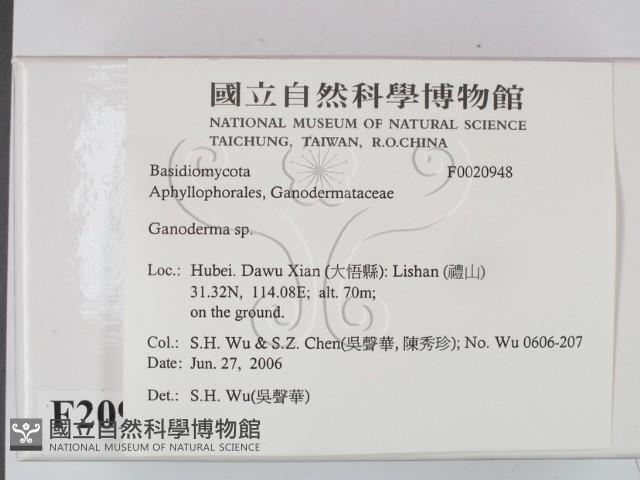 國立自然科學博物館
NATIONAL MUSEUM OF NATURAL SCIENCE
TAICHUNG, TAIWAN, R.O.CHINA
Basidiomycota F0020948
Aphyllophorales, Ganodermataceae
Ganoderma sp.
Loc.: Hubei. Dawu Xian (大悟縣): Lishan (禮山)
31.32N, 114.08E; alt. 70m;
on the ground.
Col.: S.H. Wu & S.Z. Chen(吳聲華, 陳秀珍); No. Wu 0606-207
Date: Jun. 27, 2006
Det.: S.H. Wu(吳聲華)
F209
國立自然科學博物館
NATIONAL MUSEUM OF NATURAL SCIENCE